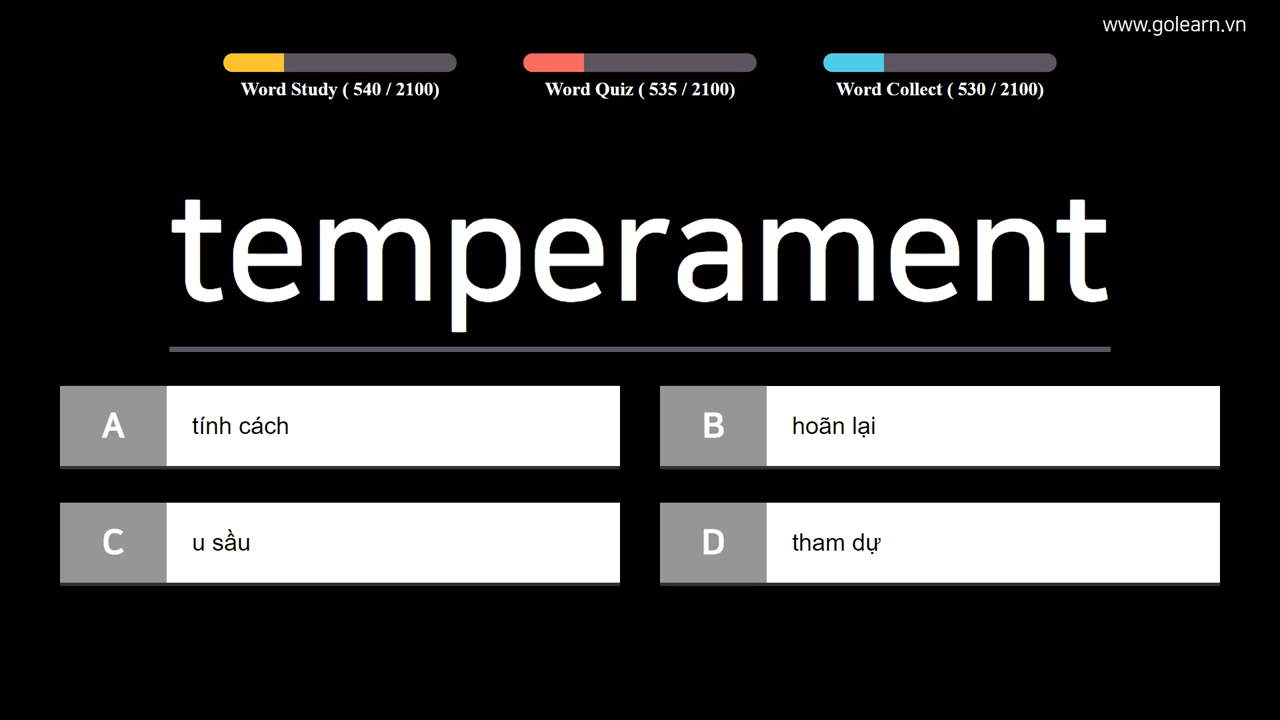 www.golearn.vn
Word Study ( 540 / 2100)
Word Quiz ( 535 / 2100)
Word Collect ( 530 / 2100)
temperament
A tính cách
B hoãn lại
C u sầu
D tham dự